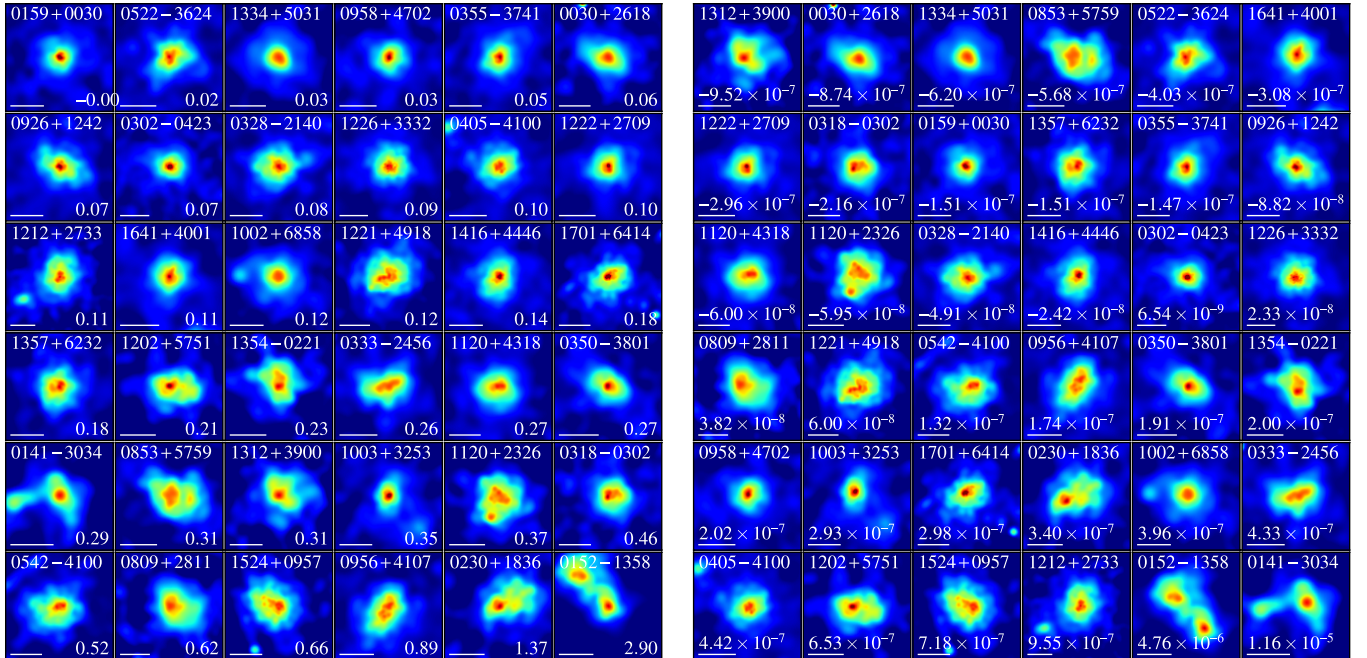 0159+0030 0522−3624 1334+5031 0958+4702 0355−3741 0030+2618
−0.00 0.02 0.03 0.03 0.05 0.06
0926+1242 0302−0423 0328−2140 1226+3332 0405−4100 1222+2709
0.07 0.07 0.08 0.09 0.10 0.10
1212+2733 1641+4001 1002+6858 1221+4918 1416+4446 1701+6414
0.11 0.11 0.12 0.12 0.14 0.18
1357+6232 1202+5751 1354−0221 0333−2456 1120+4318 0350−3801
0.18 0.21 0.23 0.26 0.27 0.27
0141−3034 0853+5759 1312+3900 1003+3253 1120+2326 0318−0302
0.29 0.31 0.31 0.35 0.37 0.46
0542−4100 0809+2811 1524+0957 0956+4107 0230+1836 0152−1358
0.52 0.62 0.66 0.89 1.37 2.90
1312+3900 0030+2618 1334+5031 0853+5759 0522−3624 1641+4001
−9.52 × 10⁻⁷ −8.74 × 10⁻⁷ −6.20 × 10⁻⁷ −5.68 × 10⁻⁷ −4.03 × 10⁻⁷ −3.08 × 10⁻⁷
1222+2709 0318−0302 0159+0030 1357+6232 0355−3741 0926+1242
−2.96 × 10⁻⁷ −2.16 × 10⁻⁷ −1.51 × 10⁻⁷ −1.51 × 10⁻⁷ −1.47 × 10⁻⁷ −8.82 × 10⁻⁸
1120+4318 1120+2326 0328−2140 1416+4446 0302−0423 1226+3332
−6.00 × 10⁻⁸ −5.95 × 10⁻⁸ −4.91 × 10⁻⁸ −2.42 × 10⁻⁸ 6.54 × 10⁻⁹ 2.33 × 10⁻⁸
0809+2811 1221+4918 0542−4100 0956+4107 0350−3801 1354−0221
3.82 × 10⁻⁸ 6.00 × 10⁻⁸ 1.32 × 10⁻⁷ 1.74 × 10⁻⁷ 1.91 × 10⁻⁷ 2.00 × 10⁻⁷
0958+4702 1003+3253 1701+6414 0230+1836 1002+6858 0333−2456
2.02 × 10⁻⁷ 2.93 × 10⁻⁷ 2.98 × 10⁻⁷ 3.40 × 10⁻⁷ 3.96 × 10⁻⁷ 4.33 × 10⁻⁷
0405−4100 1202+5751 1524+0957 1212+2733 0152−1358 0141−3034
4.42 × 10⁻⁷ 6.53 × 10⁻⁷ 7.18 × 10⁻⁷ 9.55 × 10⁻⁷ 4.76 × 10⁻⁶ 1.16 × 10⁻⁵